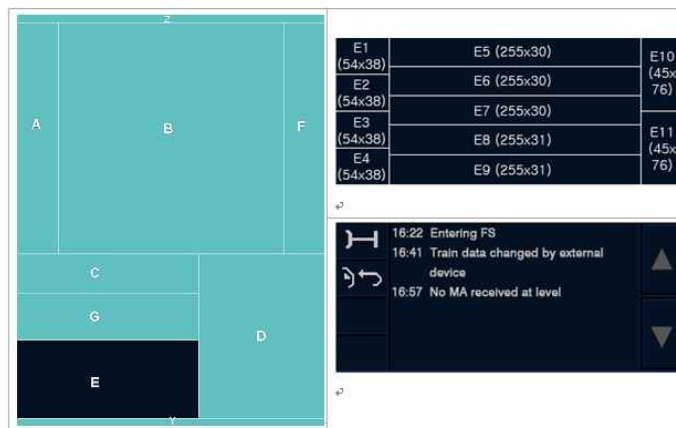 Z
A
B
F
C
G
D
E
Y
E1
(54x38)
E2
(54x38)
E3
(54x38)
E4
(54x38)
E5 (255x30)
E6 (255x30)
E7 (255x30)
E8 (255x31)
E9 (255x31)
E10
(45x
76)
E11
(45x
76)
16:22 Entering FS
16:41 Train data changed by external
device
16:57 No MA received at level